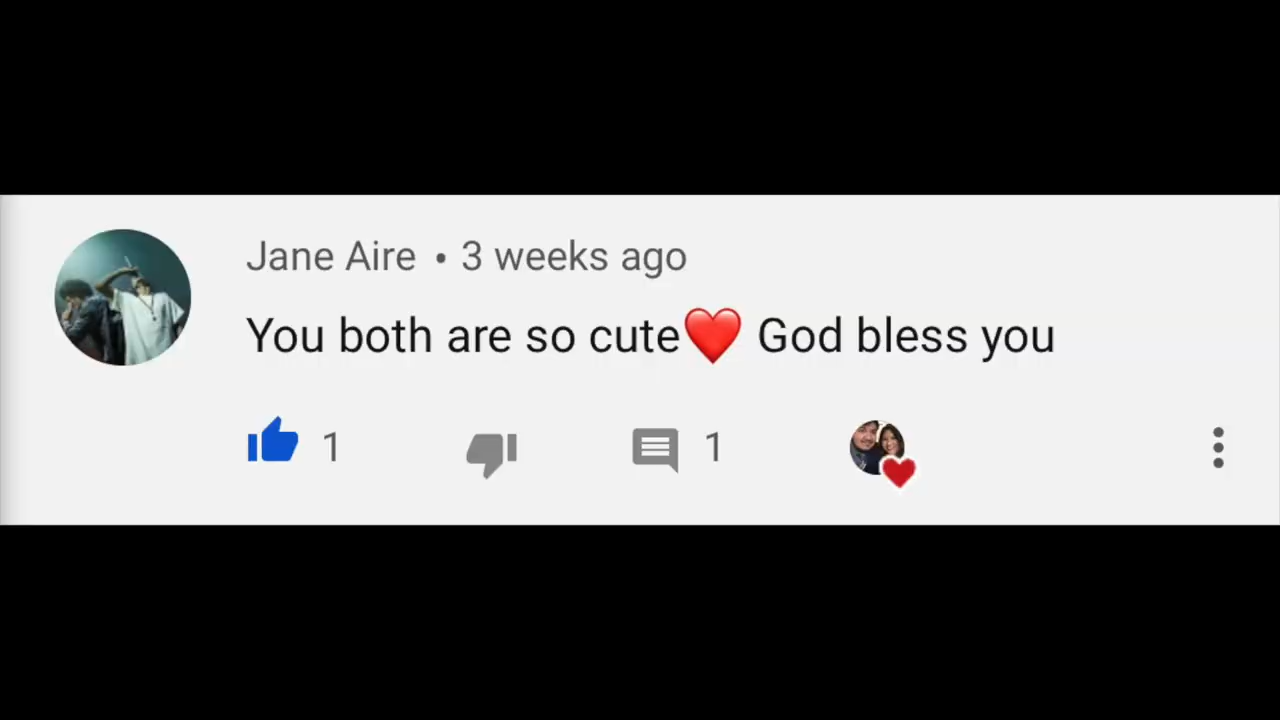 Jane Aire • 3 weeks ago
You both are so cute❤️ God bless you
1 1